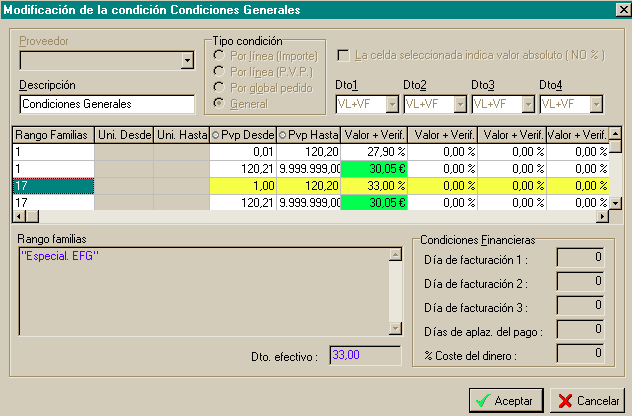 Modificación de la condición Condiciones Generales
Proveedor
Descripción
Condiciones Generales
Tipo condición
Por línea (Importe)
Por línea (P.V.P.)
Por global pedido
General
La celda seleccionada indica valor absoluto ( NO % )
Dto1 Dto2 Dto3 Dto4
VL+VF VL+VF VL+VF VL+VF
Rango Familias Uni. Desde Uni. Hasta Pvp Desde Pvp Hasta Valor + Verif. Valor + Verif. Valor + Verif. Valor + Verif.
1 0,01 120,20 27,90 % 0,00 % 0,00 % 0,00 %
1 120,21 9.999.999,00 30,05 € 0,00 % 0,00 % 0,00 %
17 1,00 120,20 33,00 % 0,00 % 0,00 % 0,00 %
17 120,21 9.999.999,00 30,05 € 0,00 % 0,00 % 0,00 %
Rango familias
"Especial. EFG"
Dto. efectivo : 33,00
Condiciones Financieras
Día de facturación 1 : 0
Día de facturación 2 : 0
Día de facturación 3 : 0
Días de aplaz. del pago : 0
% Coste del dinero : 0
Aceptar Cancelar